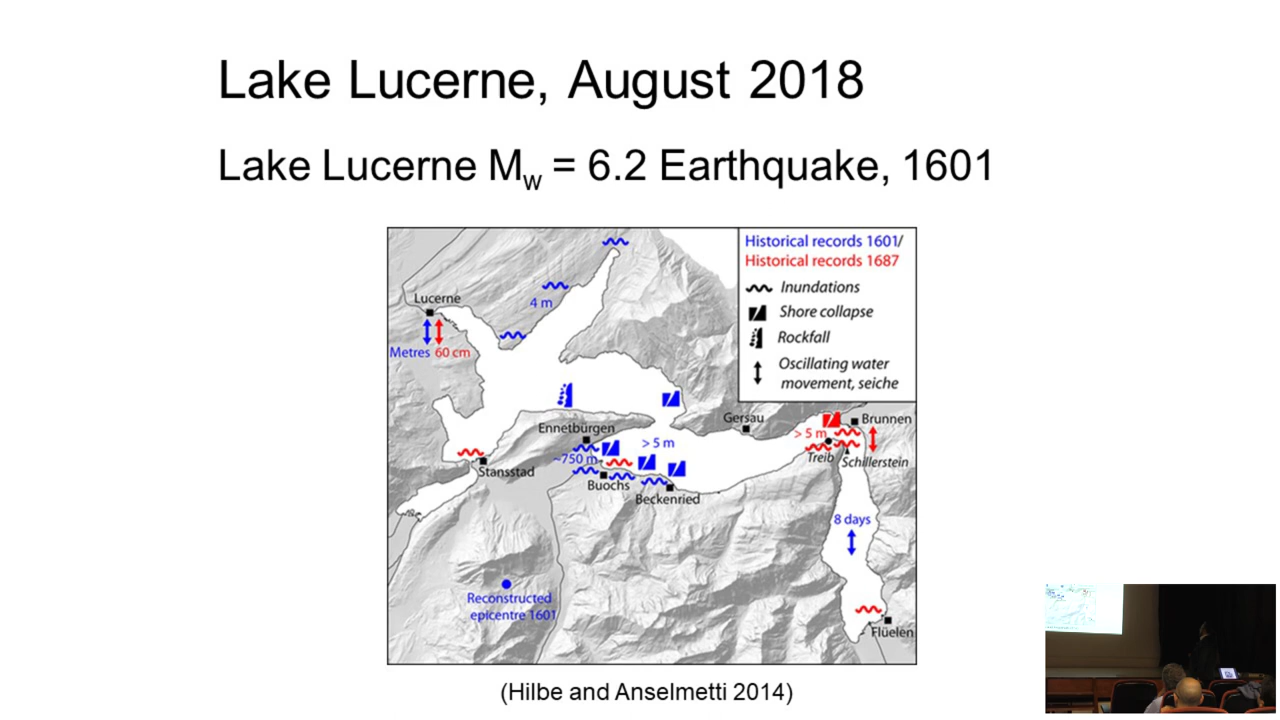 Lake Lucerne, August 2018
Lake Lucerne Mw = 6.2 Earthquake, 1601
Historical records 1601/
Historical records 1687
Inundations
Shore collapse
Rockfall
Oscillating water
movement, seiche
Lucerne
4 m
Metres 60 cm
Gersau
Brunnen
Ennetbürgen
> 5 m
> 5 m
~750 m
Treib
Schillerstein
Stansstad
Buochs
Beckenried
8 days
Reconstructed
epicentre 1601
Flüelen
(Hilbe and Anselmetti 2014)